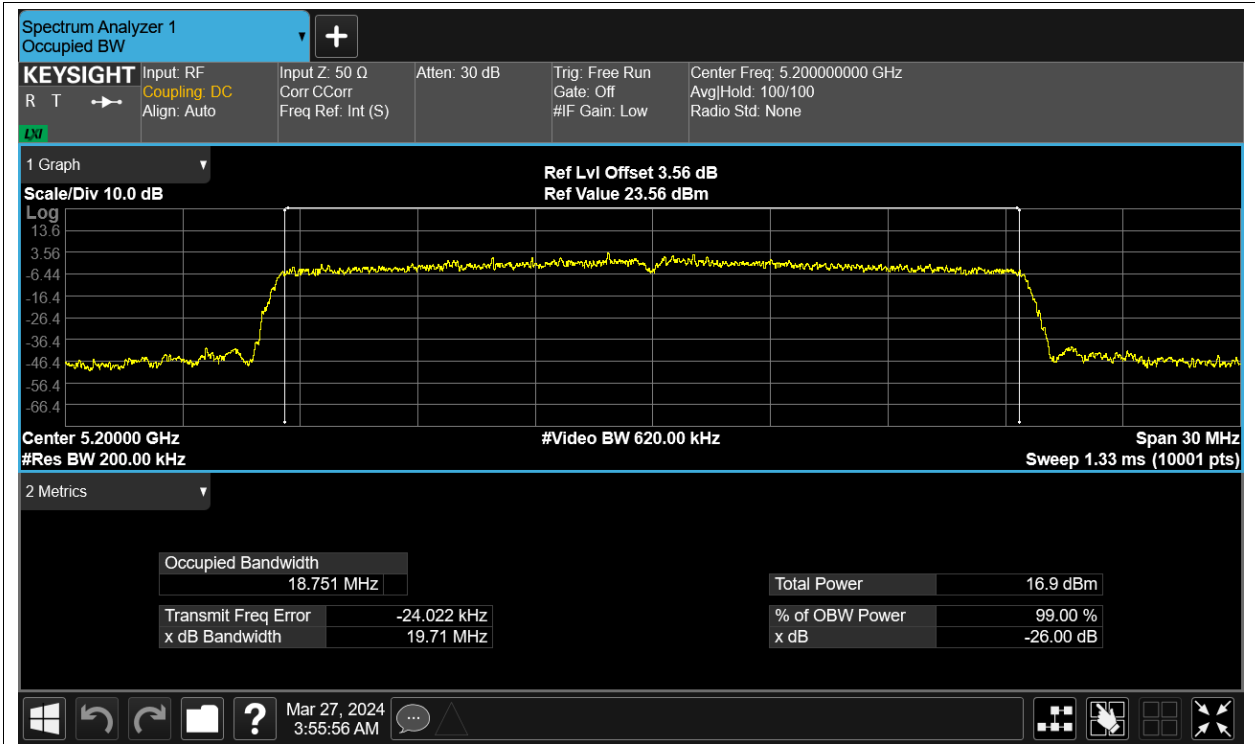 Spectrum Analyzer 1
Occupied BW
KEYSIGHT
R T
LXI
Input: RF
Coupling: DC
Align: Auto
Input Z: 50 Ω
Corr CCorr
Freq Ref: Int (S)
Atten: 30 dB
Trig: Free Run
Gate: Off
#IF Gain: Low
Center Freq: 5.200000000 GHz
Avg|Hold: 100/100
Radio Std: None
1 Graph
Scale/Div 10.0 dB
Ref Lvl Offset 3.56 dB
Ref Value 23.56 dBm
Log
13.6
3.56
-6.44
-16.4
-26.4
-36.4
-46.4
-56.4
-66.4
Center 5.20000 GHz
#Video BW 620.00 kHz
Span 30 MHz
#Res BW 200.00 kHz
Sweep 1.33 ms (10001 pts)
2 Metrics
Occupied Bandwidth
18.751 MHz
Total Power 16.9 dBm
Transmit Freq Error -24.022 kHz
% of OBW Power 99.00 %
x dB Bandwidth 19.71 MHz
x dB -26.00 dB
?
Mar 27, 2024
3:55:56 AM